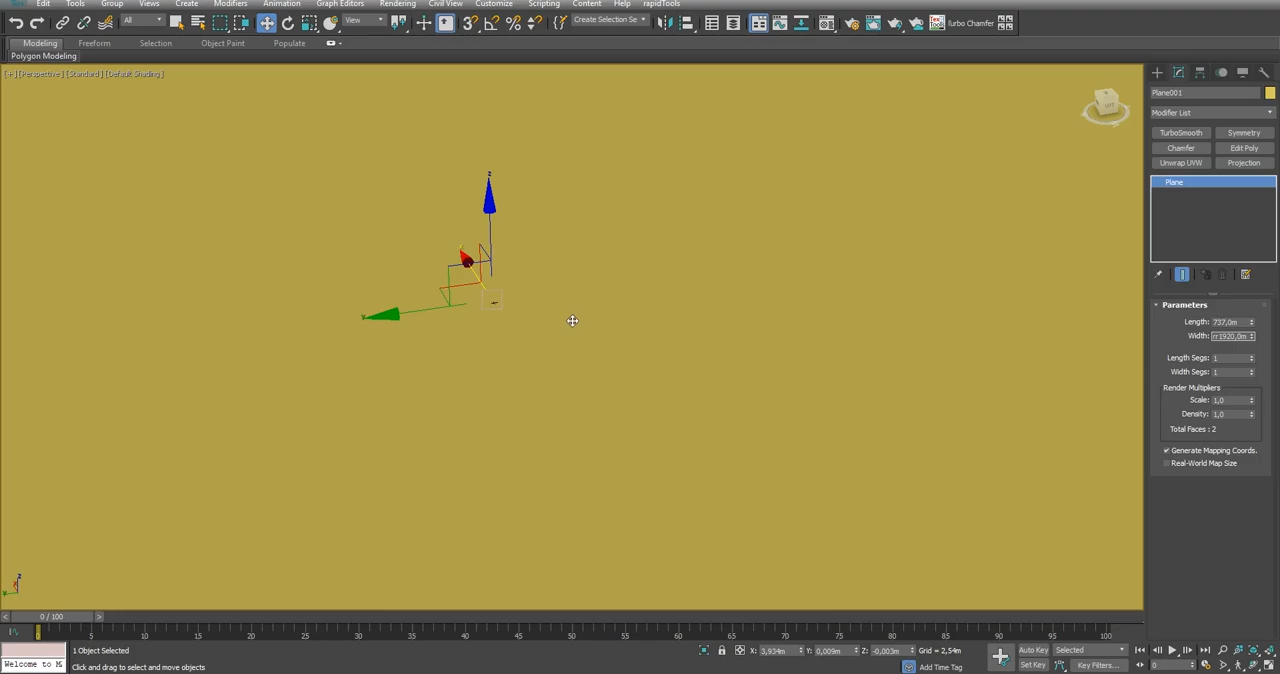 Edit Tools Group Views Create Modifiers Animation Graph Editors Rendering Civil View Customize Scripting Content Help rapidTools
All View Create Selection Se Turbo Chamfer
Modeling Freeform Selection Object Paint Populate
Polygon Modeling
[+][Perspective][Standard][Default Shading]
Plane001
Modifier List
TurboSmooth Symmetry
Chamfer Edit Poly
Unwrap UVW Projection
Plane
z
y
Parameters
Length: 737,0m
Width: rr1920,0m
Length Segs: 1
Width Segs: 1
Render Multipliers
Scale: 1,0
Density: 1,0
Total Faces : 2
Generate Mapping Coords.
Real-World Map Size
z
y
< 0 / 100 >
0 5 10 15 20 25 30 35 40 45 50 55 60 65 70 75 80 85 90 95 100
1 Object Selected X: 3,934m Y: 0,009m Z: -0,003m Grid = 2,54m Auto Key Selected
Welcome to M Click and drag to select and move objects Add Time Tag Set Key Key Filters... 0